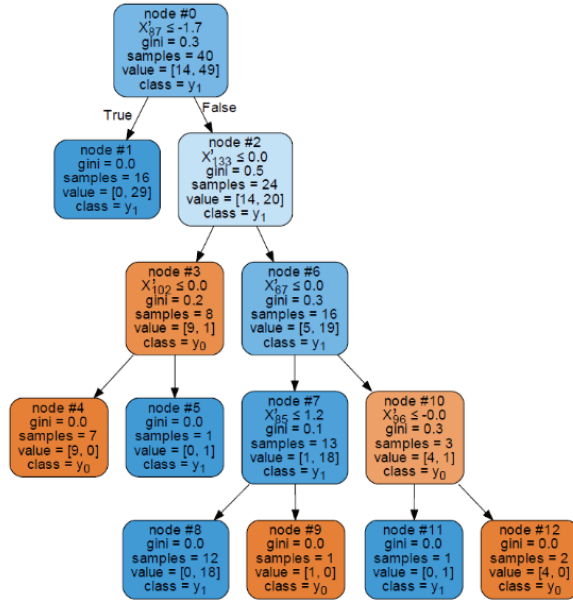 node #0
X'87 ≤ -1.7
gini = 0.3
samples = 40
value = [14, 49]
class = y1
True
False
node #1
gini = 0.0
samples = 16
value = [0, 29]
class = y1
node #2
X'133 ≤ 0.0
gini = 0.5
samples = 24
value = [14, 20]
class = y1
node #3
X'102 ≤ 0.0
gini = 0.2
samples = 8
value = [9, 1]
class = y0
node #6
X'67 ≤ 0.0
gini = 0.3
samples = 16
value = [5, 19]
class = y1
node #4
gini = 0.0
samples = 7
value = [9, 0]
class = y0
node #5
gini = 0.0
samples = 1
value = [0, 1]
class = y1
node #7
X'85 ≤ 1.2
gini = 0.1
samples = 13
value = [1, 18]
class = y1
node #10
X'96 ≤ -0.0
gini = 0.3
samples = 3
value = [4, 1]
class = y0
node #8
gini = 0.0
samples = 12
value = [0, 18]
class = y1
node #9
gini = 0.0
samples = 1
value = [1, 0]
class = y0
node #11
gini = 0.0
samples = 1
value = [0, 1]
class = y1
node #12
gini = 0.0
samples = 2
value = [4, 0]
class = y0